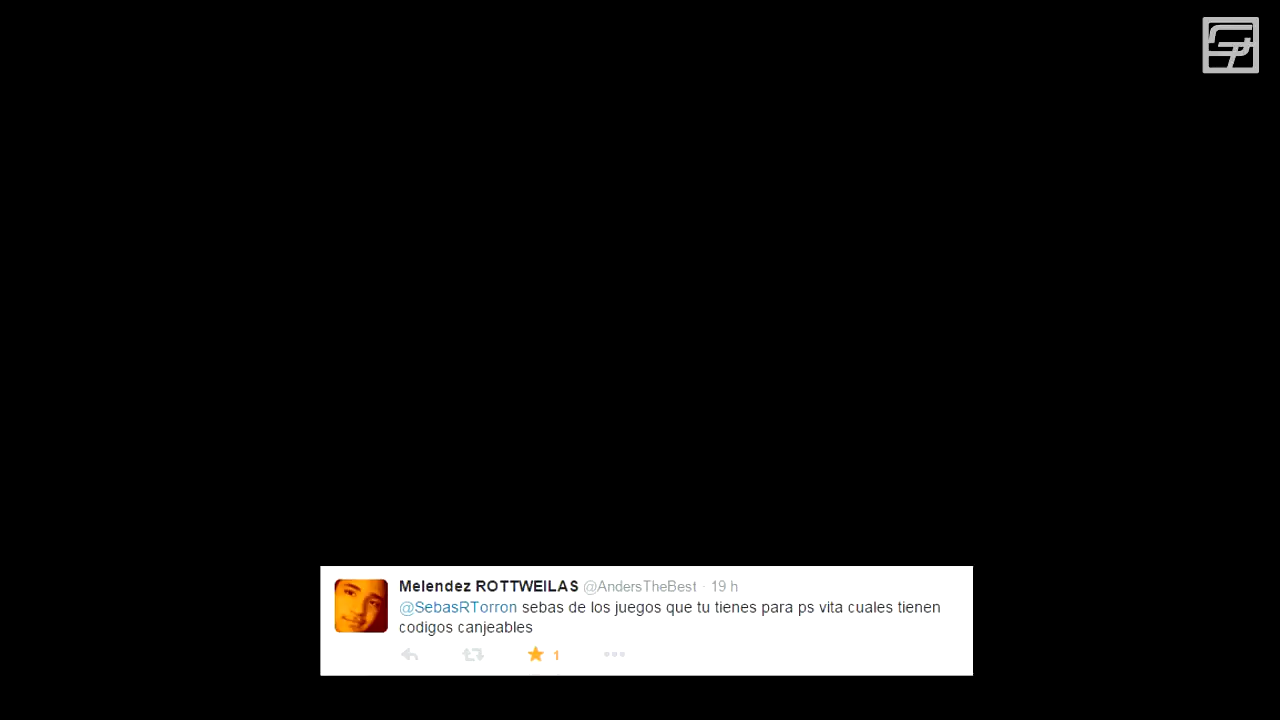 Melendez ROTTWEILAS @AndersTheBest · 19 h
@SebasRTorron sebas de los juegos que tu tienes para ps vita cuales tienen
codigos canjeables
1